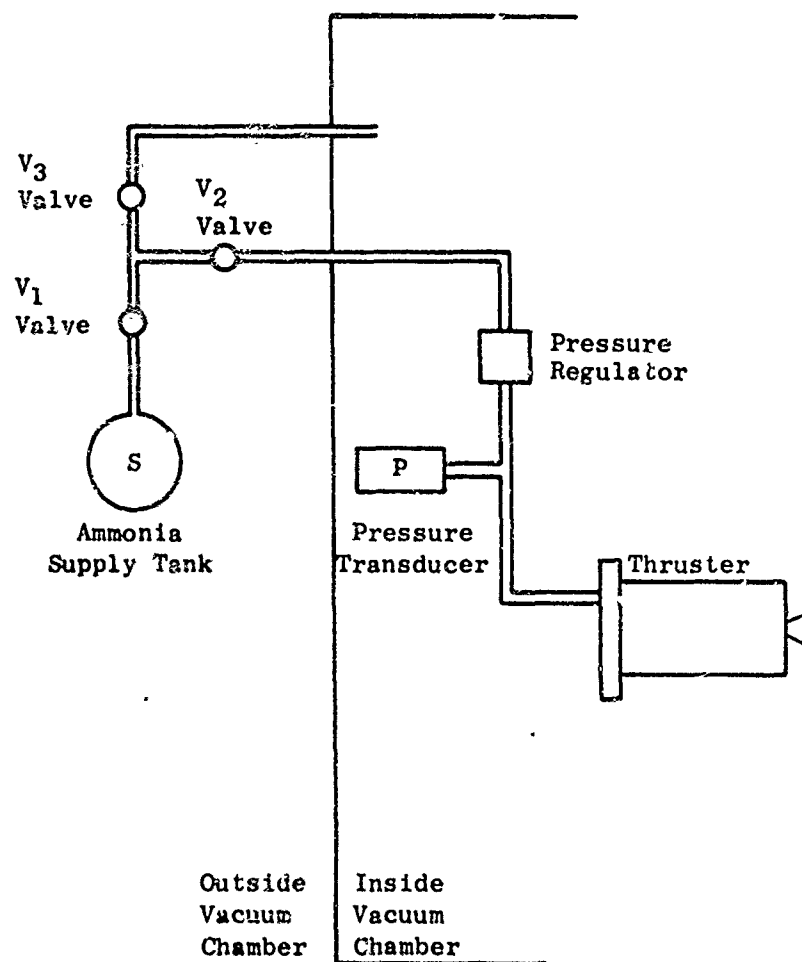 V3
Valve
V2
Valve
V1
Valve
Pressure
Regulator
S
P
Ammonia
Supply Tank
Pressure
Transducer
Thruster
Outside
Vacuum
Chamber
Inside
Vacuum
Chamber